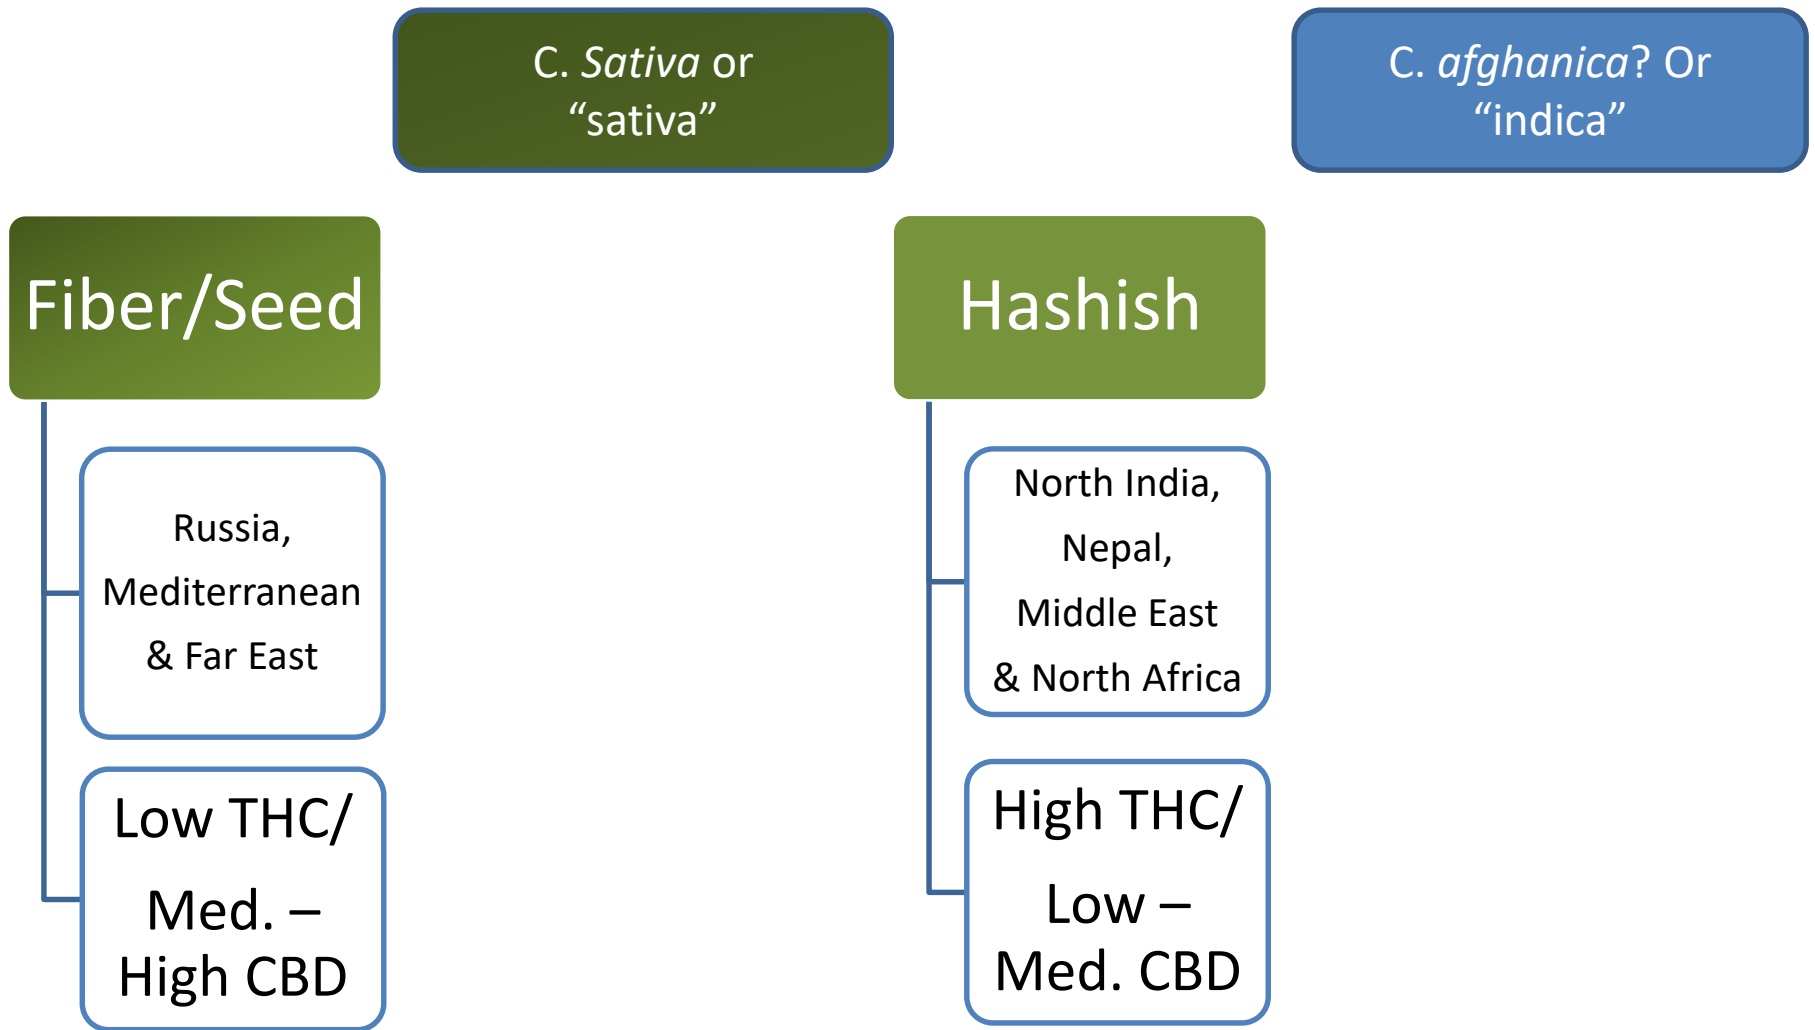 C. Sativa or
“sativa”
C. afghanica? Or
“indica”
Fiber/Seed
Russia,
Mediterranean
& Far East
Low THC/
Med. –
High CBD
Hashish
North India,
Nepal,
Middle East
& North Africa
High THC/
Low –
Med. CBD